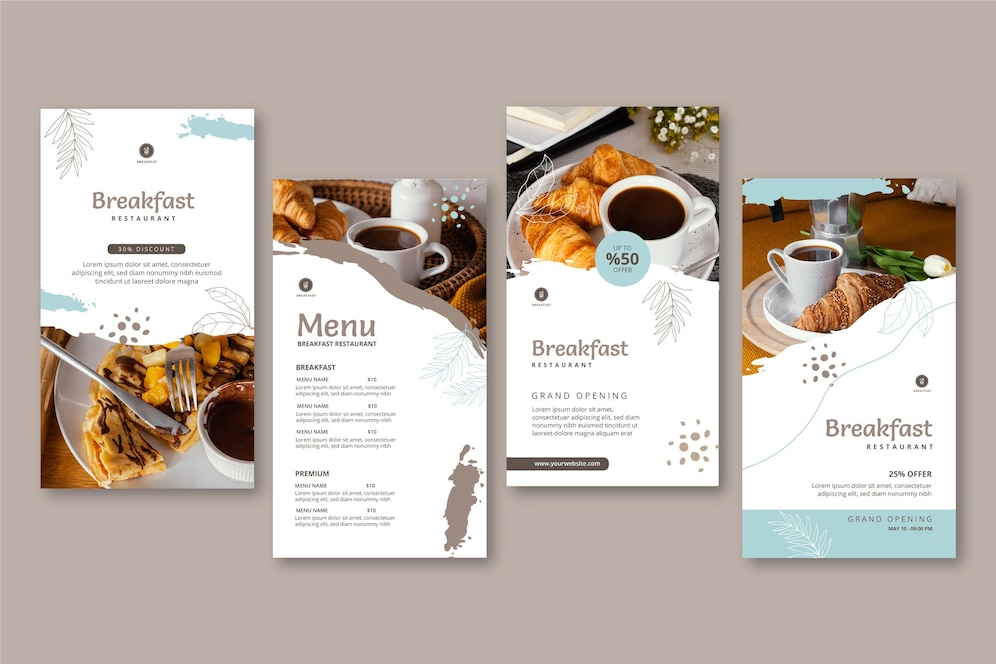 BREAKFAST
Breakfast
RESTAURANT
30% DISCOUNT
Lorem ipsum dolor sit amet, consectetuer
adipiscing elit, sed diam nonummy nibh euismod
tincidunt ut laoreet dolore magna
BREAKFAST
Menu
BREAKFAST RESTAURANT
BREAKFAST
MENU NAME $10
Lorem ipsum dolor sit amet, consectetuer
adipiscing elit, sed diam nonummy nibh
MENU NAME $10
Lorem ipsum dolor sit amet, consectetuer
adipiscing elit, sed diam nonummy nibh
MENU NAME $10
Lorem ipsum dolor sit amet, consectetuer
adipiscing elit, sed diam nonummy nibh
PREMIUM
MENU NAME $10
Lorem ipsum dolor sit amet, consectetuer
adipiscing elit, sed diam nonummy nibh
MENU NAME $10
Lorem ipsum dolor sit amet, consectetuer
adipiscing elit, sed diam nonummy nibh
UP TO
%50
OFFER
BREAKFAST
Breakfast
RESTAURANT
GRAND OPENING
Lorem ipsum dolor sit amet,
consectetuer adipiscing elit, sed
diam nonummy nibh euismod
tincidunt ut laoreet dolore
magna aliquam erat
www.yourwebsite.com
BREAKFAST
Breakfast
RESTAURANT
25% OFFER
Lorem ipsum dolor sit amet, consectetuer
adipiscing elit, sed diam nonummy nibh
GRAND OPENING
MAY 10 - 09:00 PM